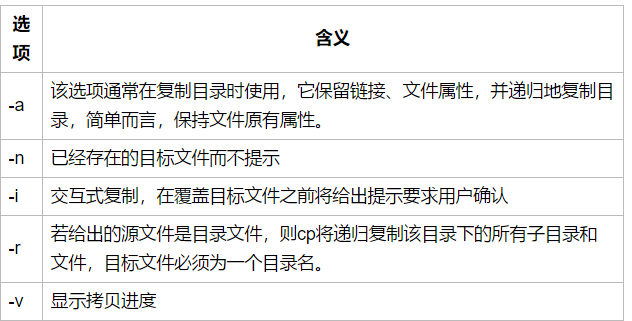 选
项
含义
-a
该选项通常在复制目录时使用，它保留链接、文件属性，并递归地复制目
录，简单而言，保持文件原有属性。
-n
已经存在的目标文件而不提示
-i
交互式复制，在覆盖目标文件之前将给出提示要求用户确认
-r
若给出的源文件是目录文件，则cp将递归复制该目录下的所有子目录和
文件，目标文件必须为一个目录名。
-v
显示拷贝进度